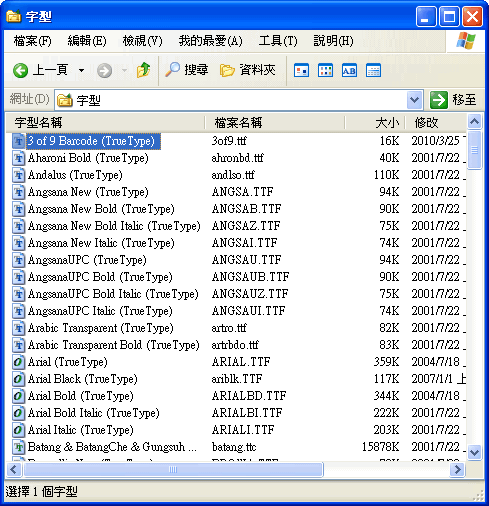 字型
檔案(F) 編輯(E) 檢視(V) 我的最愛(A) 工具(T) 說明(H)
上一頁 搜尋 資料夾
網址(D) 字型 移至
字型名稱 檔案名稱 大小 修改
3 of 9 Barcode (TrueType) 3of9.ttf 16K 2010/3/25
Aharoni Bold (TrueType) ahronbd.ttf 40K 2001/7/22
Andalus (TrueType) andlso.ttf 110K 2001/7/22
Angsana New (TrueType) ANGSA.TTF 94K 2001/7/22
Angsana New Bold (TrueType) ANGSAB.TTF 90K 2001/7/22
Angsana New Bold Italic (TrueType) ANGSAZ.TTF 75K 2001/7/22
Angsana New Italic (TrueType) ANGSAI.TTF 74K 2001/7/22
AngsanaUPC (TrueType) ANGSAU.TTF 94K 2001/7/22
AngsanaUPC Bold (TrueType) ANGSAUB.TTF 90K 2001/7/22
AngsanaUPC Bold Italic (TrueType) ANGSAUZ.TTF 75K 2001/7/22
AngsanaUPC Italic (TrueType) ANGSAUI.TTF 74K 2001/7/22
Arabic Transparent (TrueType) artro.ttf 82K 2001/7/22
Arabic Transparent Bold (TrueType) artrbdo.ttf 83K 2001/7/22
Arial (TrueType) ARIAL.TTF 359K 2004/7/18
Arial Black (TrueType) ariblk.TTF 117K 2007/1/1 上
Arial Bold (TrueType) ARIALBD.TTF 344K 2004/7/18
Arial Bold Italic (TrueType) ARIALBI.TTF 222K 2001/7/22
Arial Italic (TrueType) ARIALI.TTF 203K 2001/7/22
Batang & BatangChe & Gungsuh ... batang.ttc 15878K 2001/7/22
選擇 1 個字型